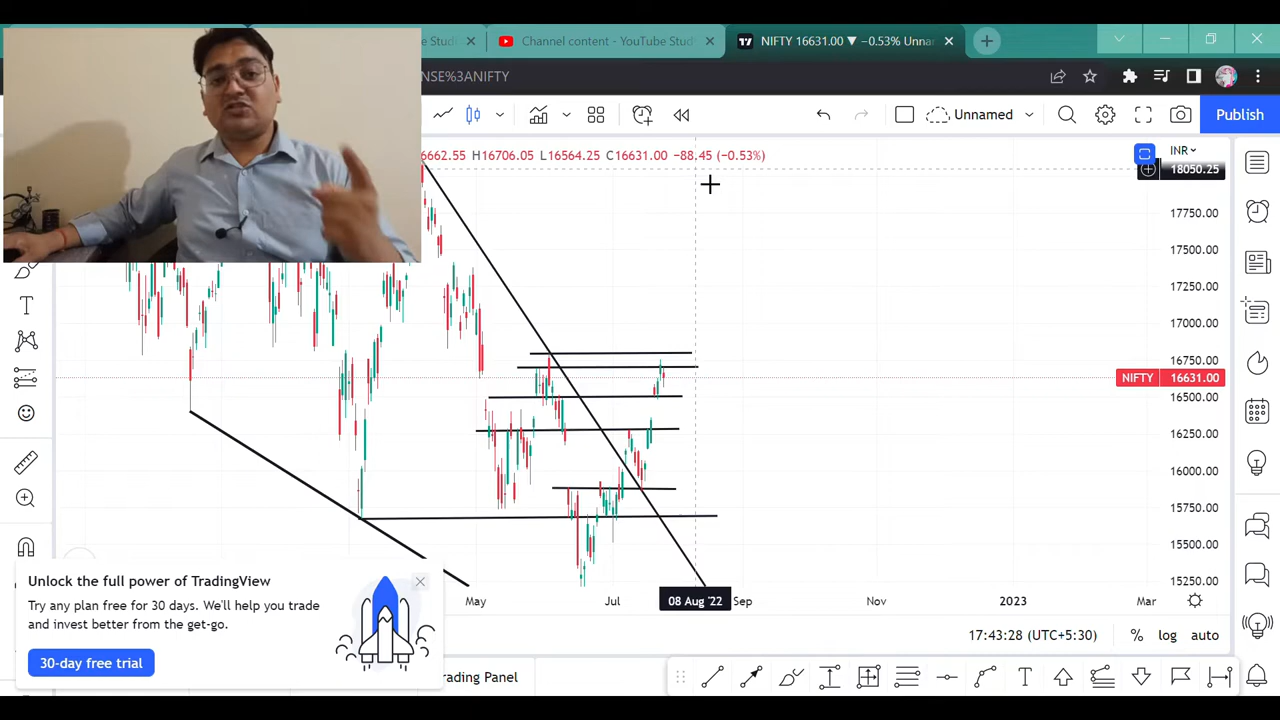 e Stud
Channel content - YouTube Stud
NIFTY 16631.00 ▼ −0.53% Unna
NSE%3ANIFTY
Unnamed
Publish
6662.55 H16706.05 L16564.25 C16631.00 −88.45 (−0.53%)
INR
18050.25
17750.00
17500.00
17250.00
17000.00
16750.00
NIFTY 16631.00
16500.00
16250.00
16000.00
15750.00
15500.00
15250.00
May
Jul
08 Aug '22
Sep
Nov
2023
Mar
Unlock the full power of TradingView
Try any plan free for 30 days. We'll help you trade
and invest better from the get-go.
30-day free trial
17:43:28 (UTC+5:30)
%
log
auto
rading Panel